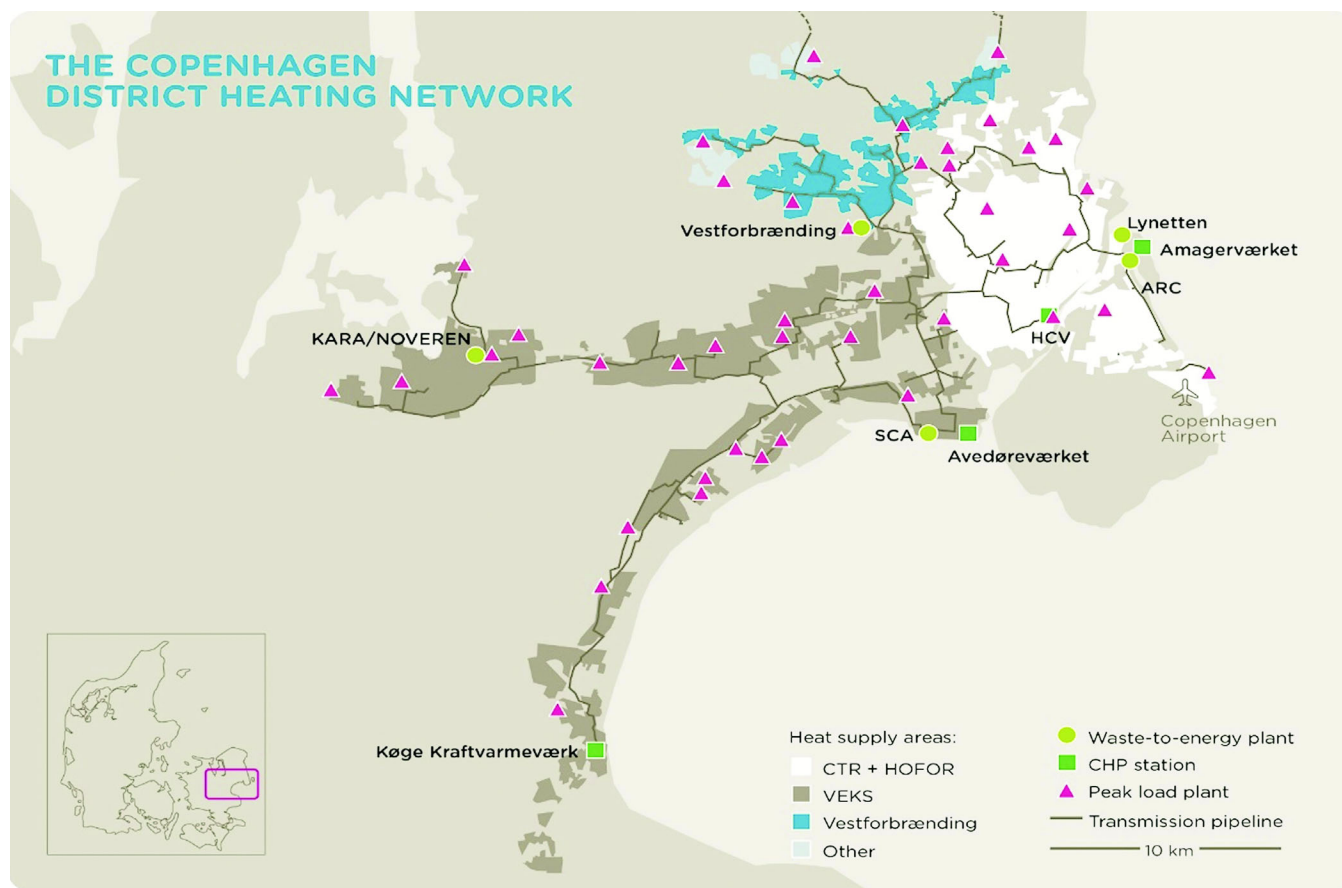 THE COPENHAGEN
DISTRICT HEATING NETWORK
Vestforbrænding
Lynetten
Amagerværket
ARC
KARA/NOVEREN
HCV
Copenhagen
Airport
SCA
Avedøreværket
Køge Kraftvarmeværk
Heat supply areas:
CTR + HOFOR
VEKS
Vestforbrænding
Other
Waste-to-energy plant
CHP station
Peak load plant
Transmission pipeline
10 km